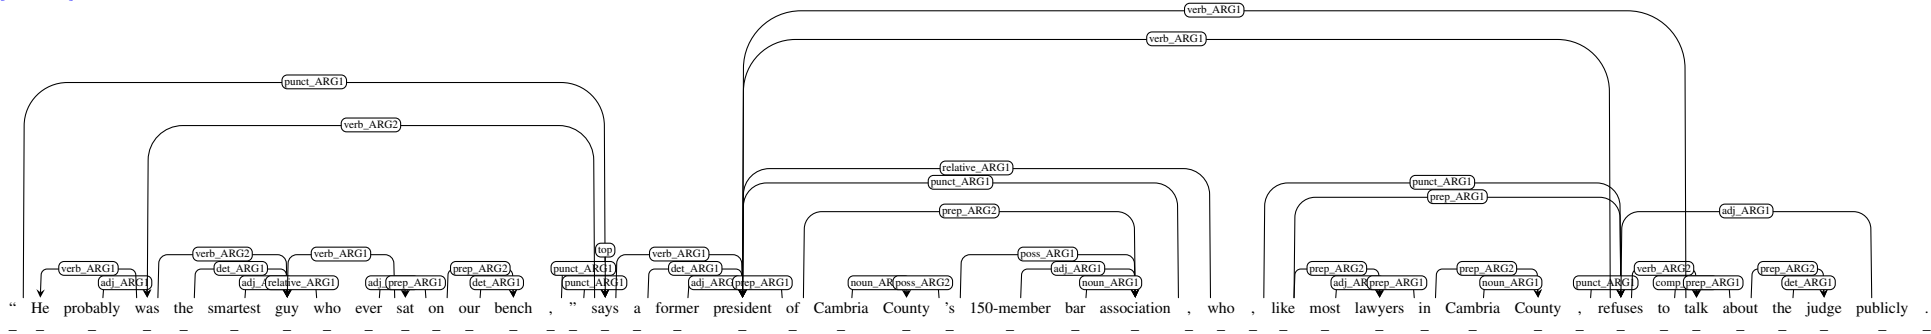 verb_ARG1
verb_ARG1
punct_ARG1
verb_ARG2
relative_ARG1
punct_ARG1 punct_ARG1
prep_ARG1
prep_ARG2 adj_ARG1
top
verb_ARG2 verb_ARG1 verb_ARG1 poss_ARG1
verb_ARG1 det_ARG1 prep_ARG2 punct_ARG1 det_ARG1 adj_ARG1 prep_ARG2 prep_ARG2 verb_ARG2 prep_ARG2
adj_ARG1 relative_ARG1 prep_ARG1 det_ARG1 punct_ARG1 prep_ARG1 poss_ARG2 noun_ARG1 prep_ARG1 noun_ARG1 punct_ARG1 prep_ARG1 det_ARG1
“ He probably was the smartest guy who ever sat on our bench , ” says a former president of Cambria County 's 150-member bar association , who , like most lawyers in Cambria County , refuses to talk about the judge publicly .